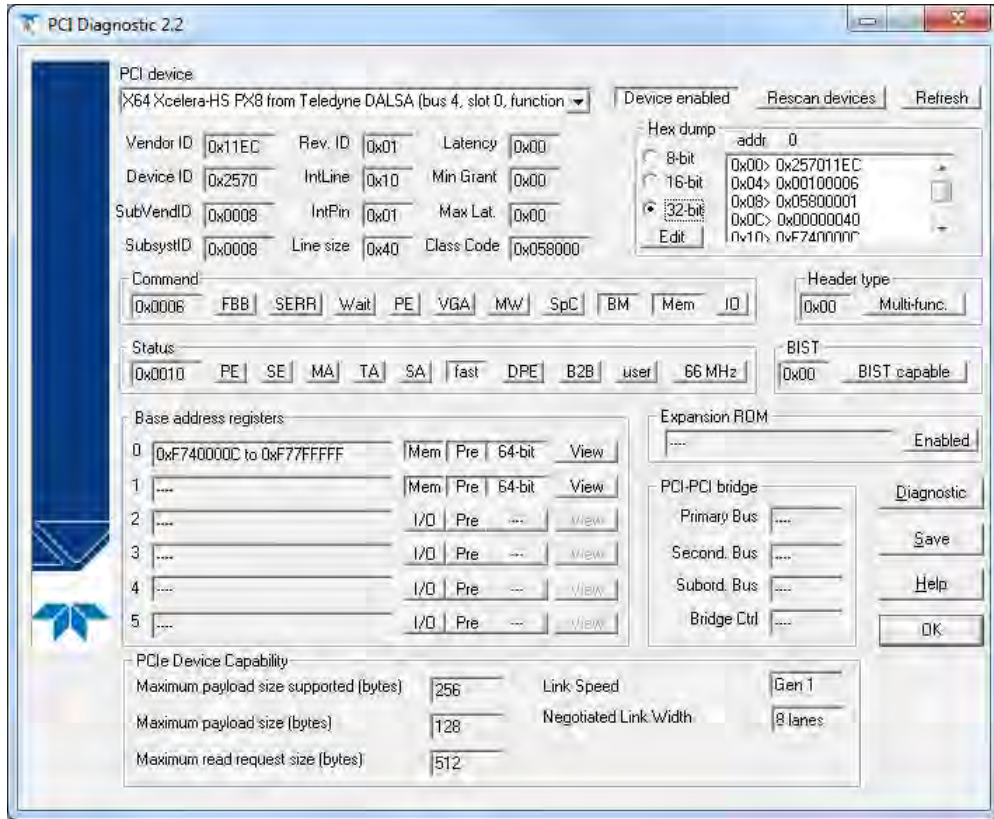 PCI Diagnostic 2.2
PCI device
X64 Xcelera-HS PX8 from Teledyne DALSA (bus 4, slot 0, function
Device enabled
Rescan devices
Refresh
Vendor ID 0x11EC Rev. ID 0x01 Latency 0x00
Device ID 0x2570 IntLine 0x10 Min Grant 0x00
SubVendID 0x0008 IntPin 0x01 Max Lat. 0x00
SubsystID 0x0008 Line size 0x40 Class Code 0x058000
Hex dump addr 0
8-bit
16-bit
32-bit
Edit
0x00> 0x257011EC
0x04> 0x00100006
0x08> 0x05800001
0x0C> 0x00000040
0x10> 0xF740000C
Command
0x0006 FBB SERR Wait PE VGA MW SpC BM Mem IO
Header type
0x00 Multi-func.
Status
0x0010 PE SE MA TA SA fast DPE B2B user 66 MHz
BIST
0x00 BIST capable
Base address registers
0 0xF740000C to 0xF77FFFFF Mem Pre 64-bit View
1 ---- Mem Pre 64-bit View
2 ---- I/O Pre --- View
3 ---- I/O Pre --- View
4 ---- I/O Pre --- View
5 ---- I/O Pre --- View
Expansion ROM
---- Enabled
PCI-PCI bridge
Primary Bus ----
Second. Bus ----
Subord. Bus ----
Bridge Ctrl ----
Diagnostic
Save
Help
OK
PCIe Device Capability
Maximum payload size supported (bytes) 256 Link Speed Gen 1
Maximum payload size (bytes) 128 Negotiated Link Width 8 lanes
Maximum read request size (bytes) 512